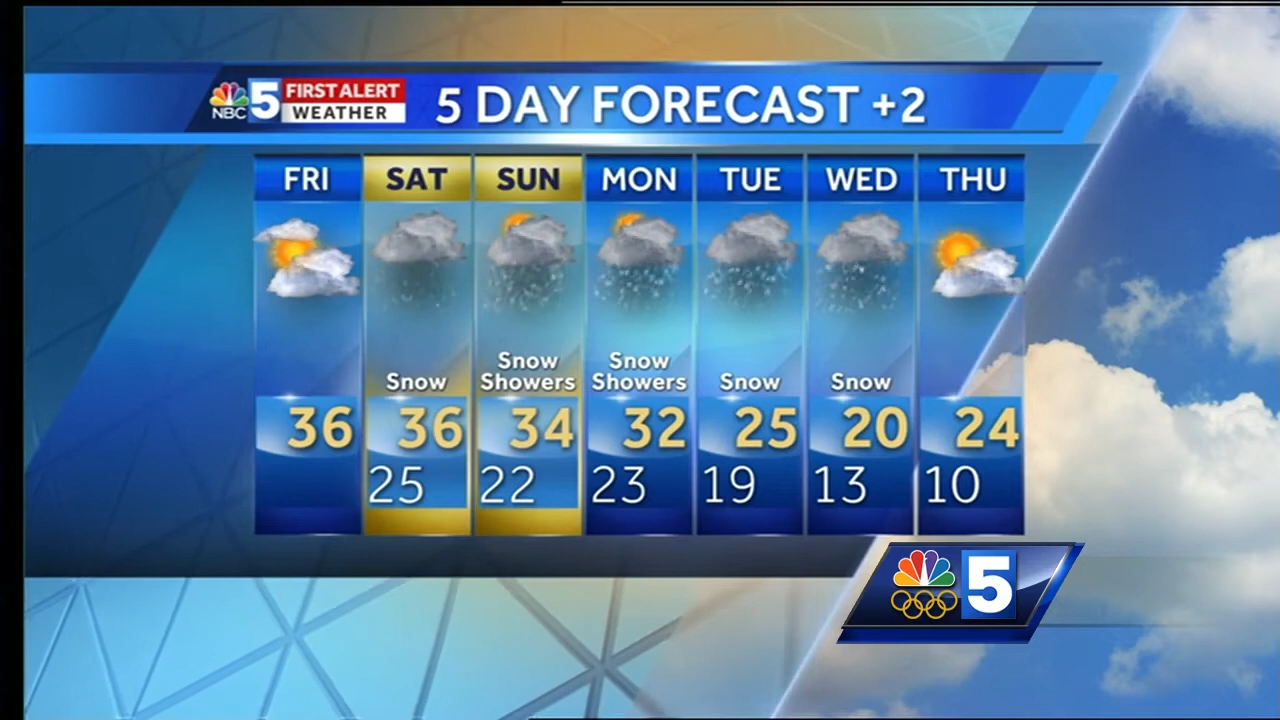 NBC 5 FIRST ALERT
WEATHER
5 DAY FORECAST +2
FRI SAT SUN MON TUE WED THU
Snow Snow Showers Snow Showers Snow Snow
36 36 34 32 25 20 24
25 22 23 19 13 10
5